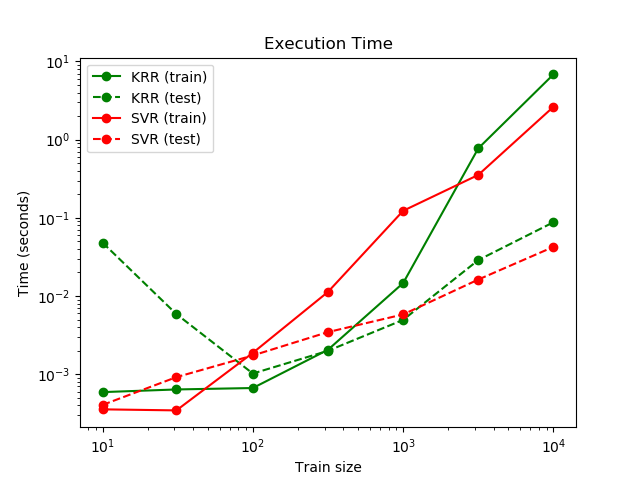 Execution Time
KRR (train)
KRR (test)
SVR (train)
SVR (test)
Time (seconds)
10¹
10⁰
10⁻¹
10⁻²
10⁻³
10¹ 10² 10³ 10⁴
Train size